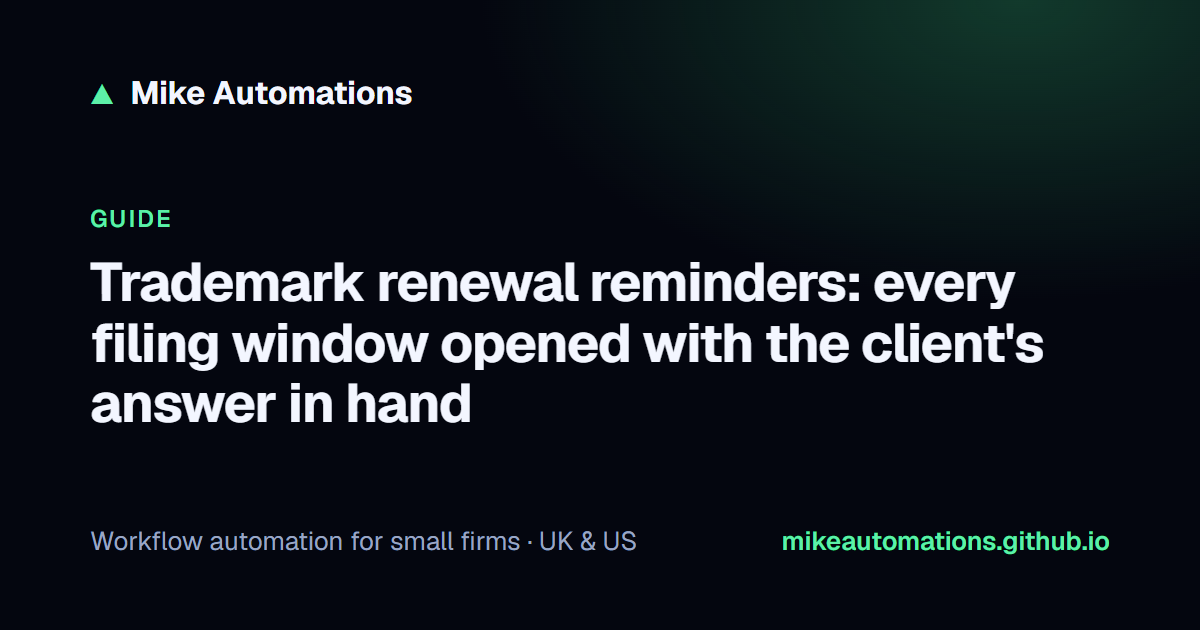 Mike Automations
GUIDE
Trademark renewal reminders: every
filing window opened with the client's
answer in hand
Workflow automation for small firms · UK & US
mikeautomations.github.io